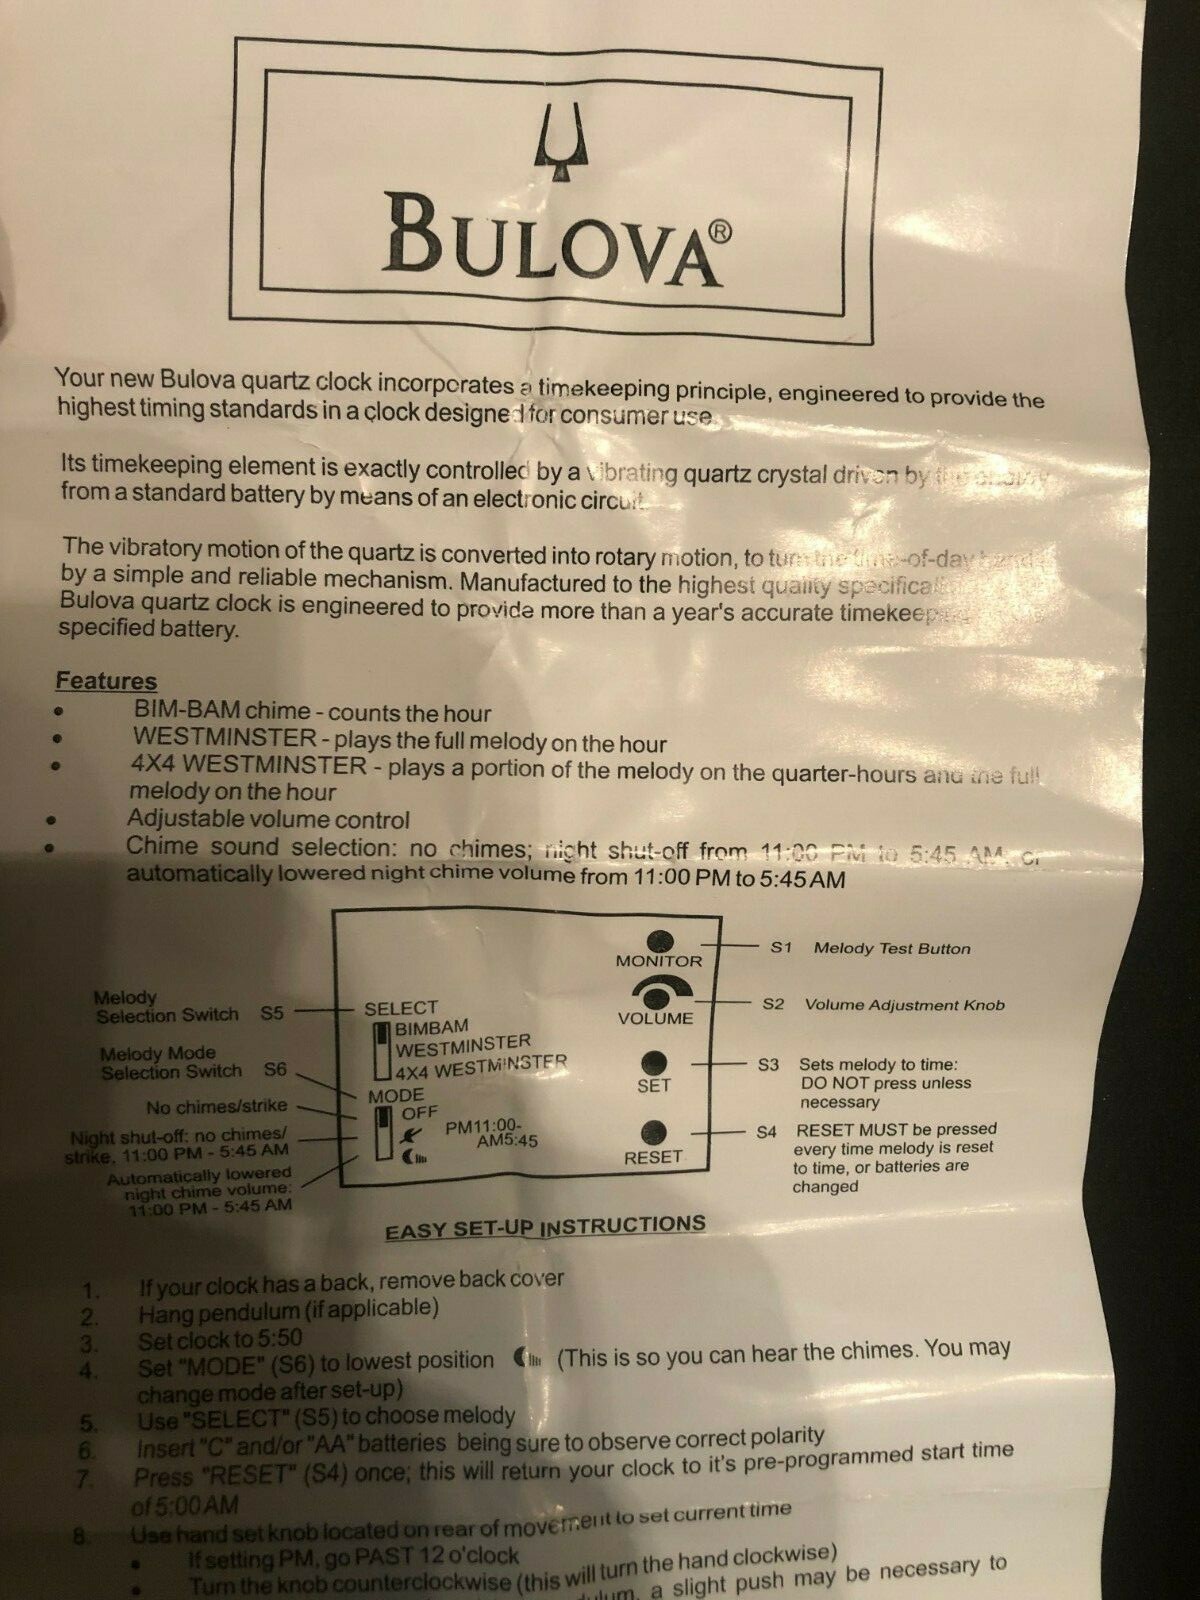 BULOVA®
Your new Bulova quartz clock incorporates a timekeeping principle, engineered to provide the
highest timing standards in a clock designed for consumer use.
Its timekeeping element is exactly controlled by a vibrating quartz crystal driven by the energy
from a standard battery by means of an electronic circuit.
The vibratory motion of the quartz is converted into rotary motion, to turn the time-of-day hands
by a simple and reliable mechanism. Manufactured to the highest quality
Bulova quartz clock is engineered to provide more than a year's accurate
specified battery.
Features
• BIM-BAM chime - counts the hour
• WESTMINSTER - plays the full melody on the hour
• 4X4 WESTMINSTER - plays a portion of the melody on the quarter-hours and the full
melody on the hour
• Adjustable volume control
• Chime sound selection: no chimes; night shut-off from 11:00 PM to 5:45 AM, or
automatically lowered night chime volume from 11:00 PM to 5:45 AM
MONITOR S1 Melody Test Button
VOLUME S2 Volume Adjustment Knob
Melody
Selection Switch S5 SELECT
BIMBAM
WESTMINSTER
4X4 WESTMINSTER
SET S3 Sets melody to time:
DO NOT press unless
necessary
Melody Mode
Selection Switch S6 MODE
No chimes/strike OFF
Night shut-off: no chimes/
strike, 11:00 PM - 5:45 AM
PM11:00-
AM5:45
Automatically lowered
night chime volume:
11:00 PM - 5:45 AM
RESET S4 RESET MUST be pressed
every time melody is reset
to time, or batteries are
changed
EASY SET-UP INSTRUCTIONS
1. If your clock has a back, remove back cover
2. Hang pendulum (if applicable)
3. Set clock to 5:50
4. Set "MODE" (S6) to lowest position (This is so you can hear the chimes. You may
change mode after set-up)
5. Use "SELECT" (S5) to choose melody
6. Insert "C" and/or "AA" batteries being sure to observe correct polarity
7. Press "RESET" (S4) once; this will return your clock to it's pre-programmed start time
of 5:00AM
8. Use hand set knob located on rear of movement to set current time
• If setting PM, go PAST 12 o'clock
• Turn the knob counterclockwise (this will turn the hand clockwise)
a slight push may be necessary to